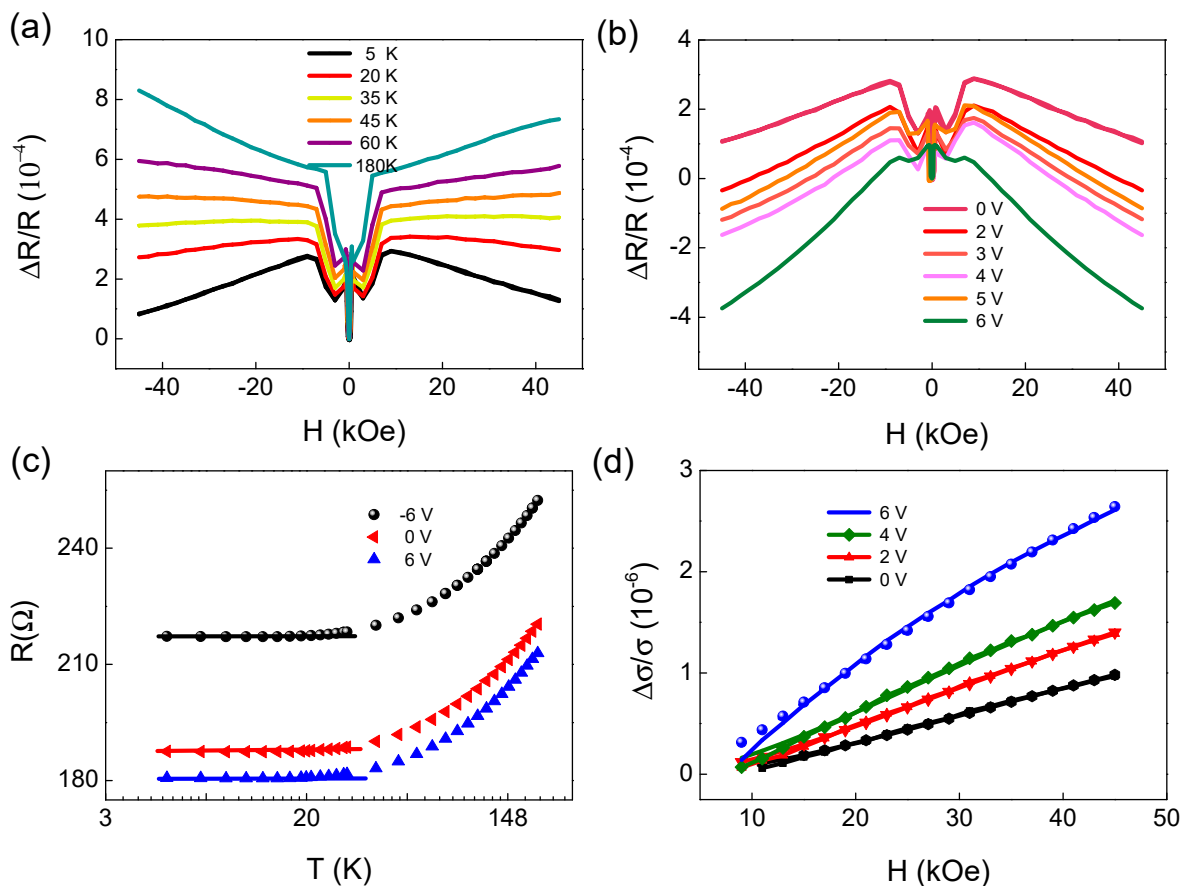 (a)
10
8
6
4
2
0
ΔR/R (10⁻⁴)
5 K
20 K
35 K
45 K
60 K
180K
-40 -20 0 20 40
H (kOe)
(b)
4
2
0
-2
-4
ΔR/R (10⁻⁴)
0 V
2 V
3 V
4 V
5 V
6 V
-40 -20 0 20 40
H (kOe)
(c)
240
210
180
R(Ω)
-6 V
0 V
6 V
3 20 148
T (K)
(d)
3
2
1
0
Δσ/σ (10⁻⁶)
6 V
4 V
2 V
0 V
10 20 30 40 50
H (kOe)